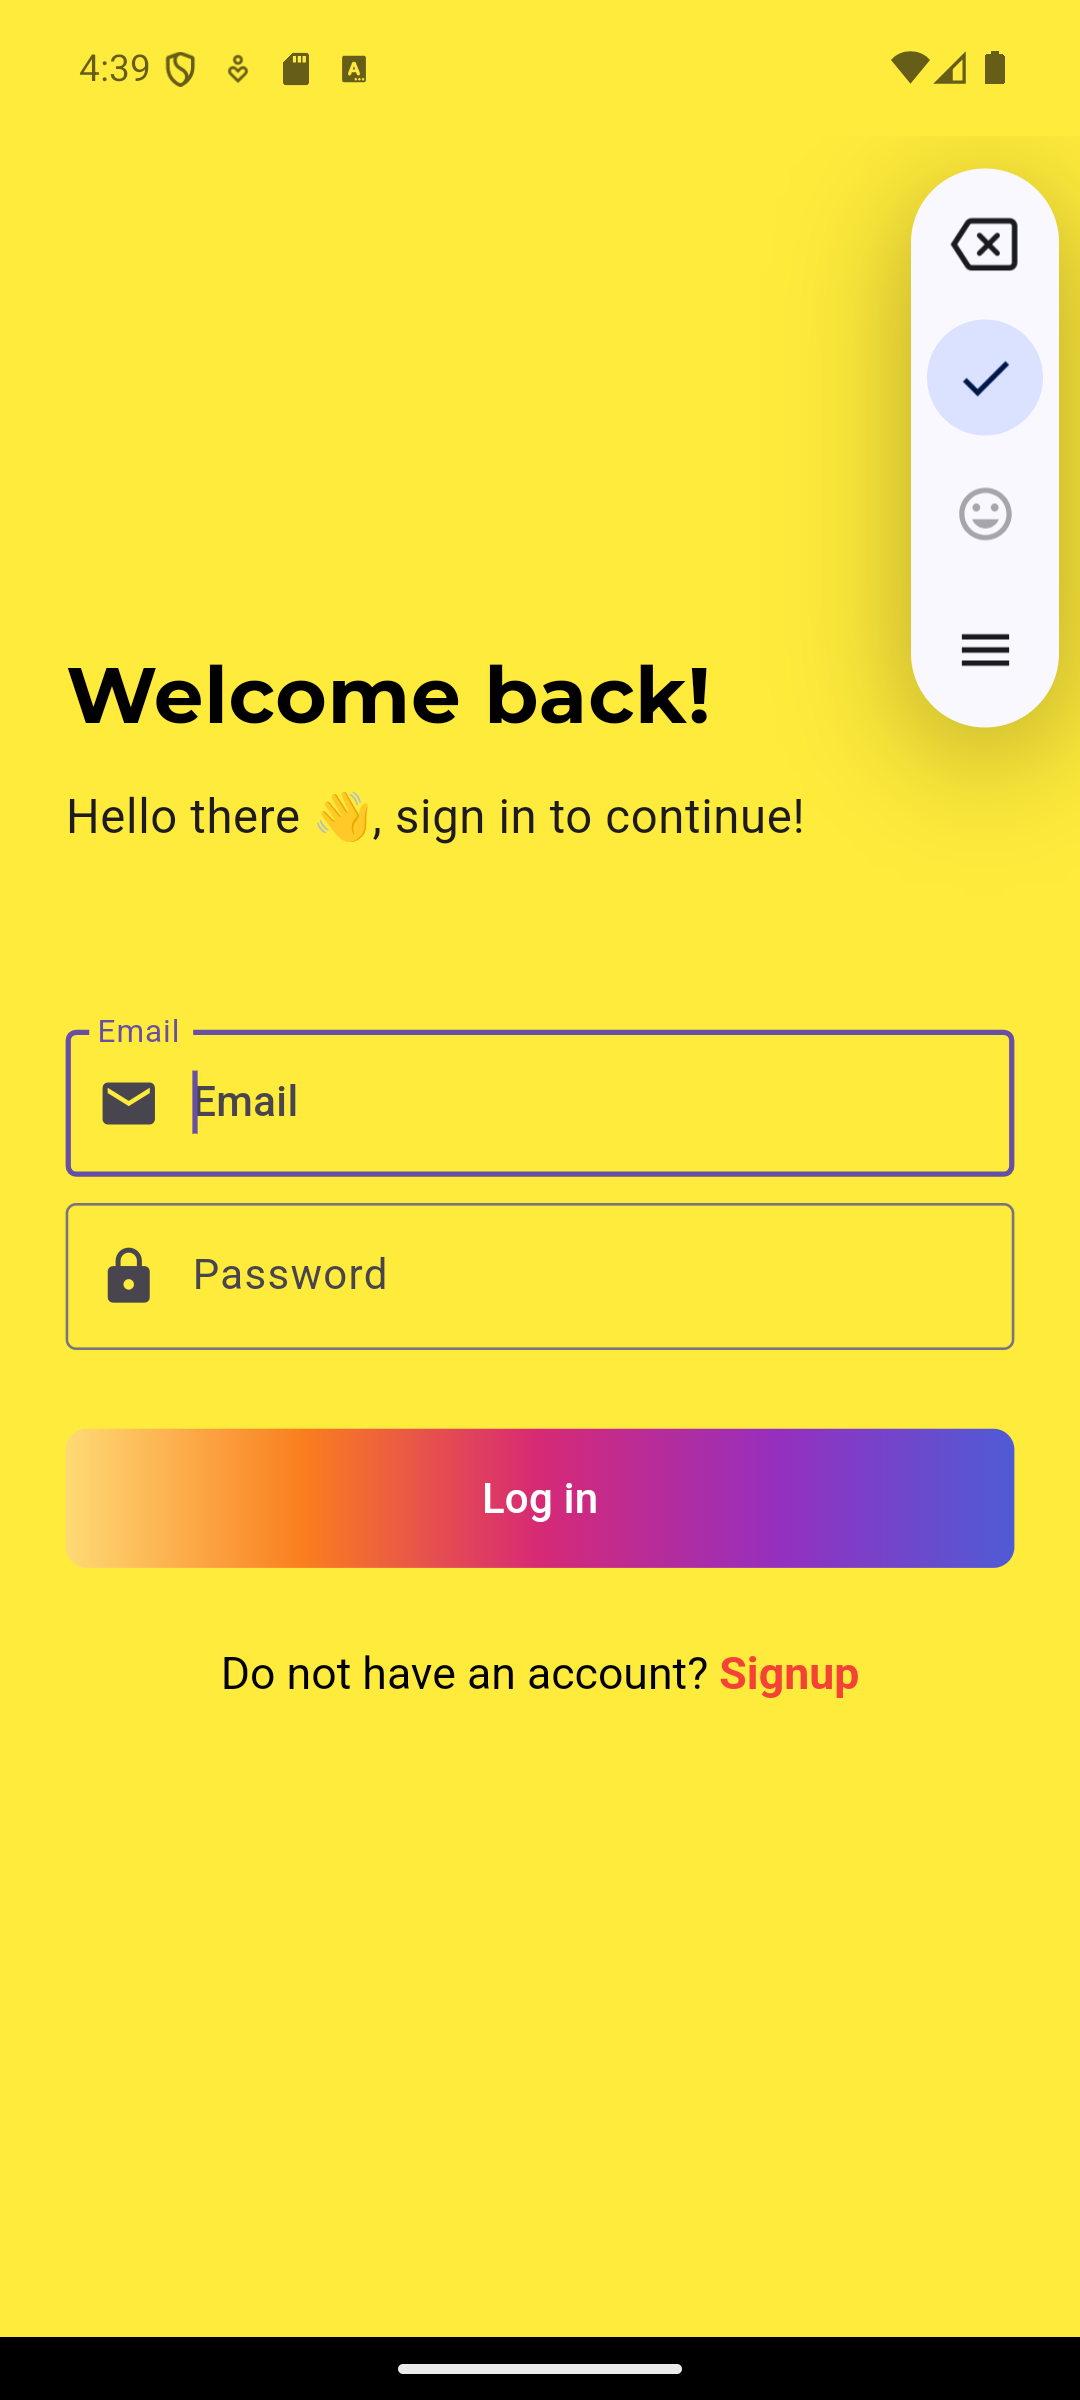 4:39
Welcome back!
Hello there 👋, sign in to continue!
Email
Email
Password
Log in
Do not have an account? Signup